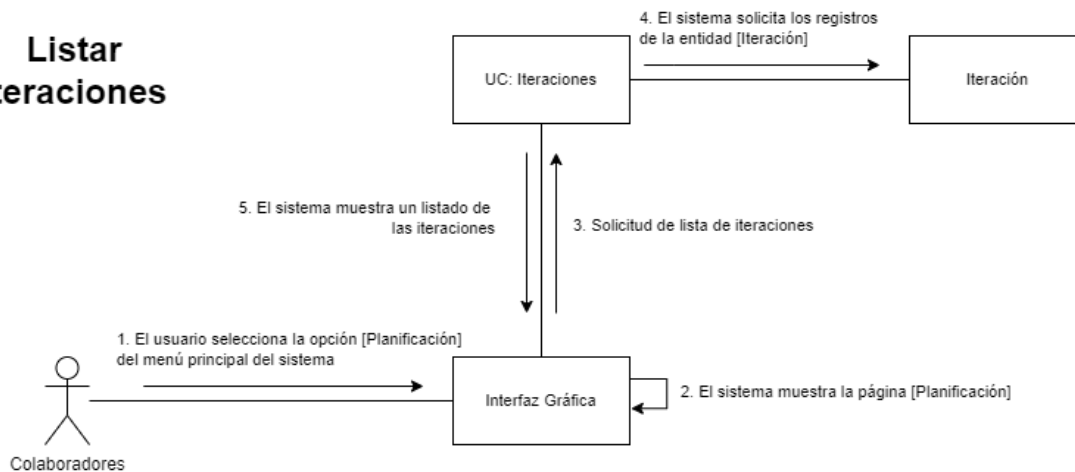 Listar
teraciones
4. El sistema solicita los registros
de la entidad [Iteración]
UC: Iteraciones
Iteración
5. El sistema muestra un listado de
las iteraciones
3. Solicitud de lista de iteraciones
1. El usuario selecciona la opción [Planificación]
del menú principal del sistema
Interfaz Gráfica
2. El sistema muestra la página [Planificación]
Colaboradores